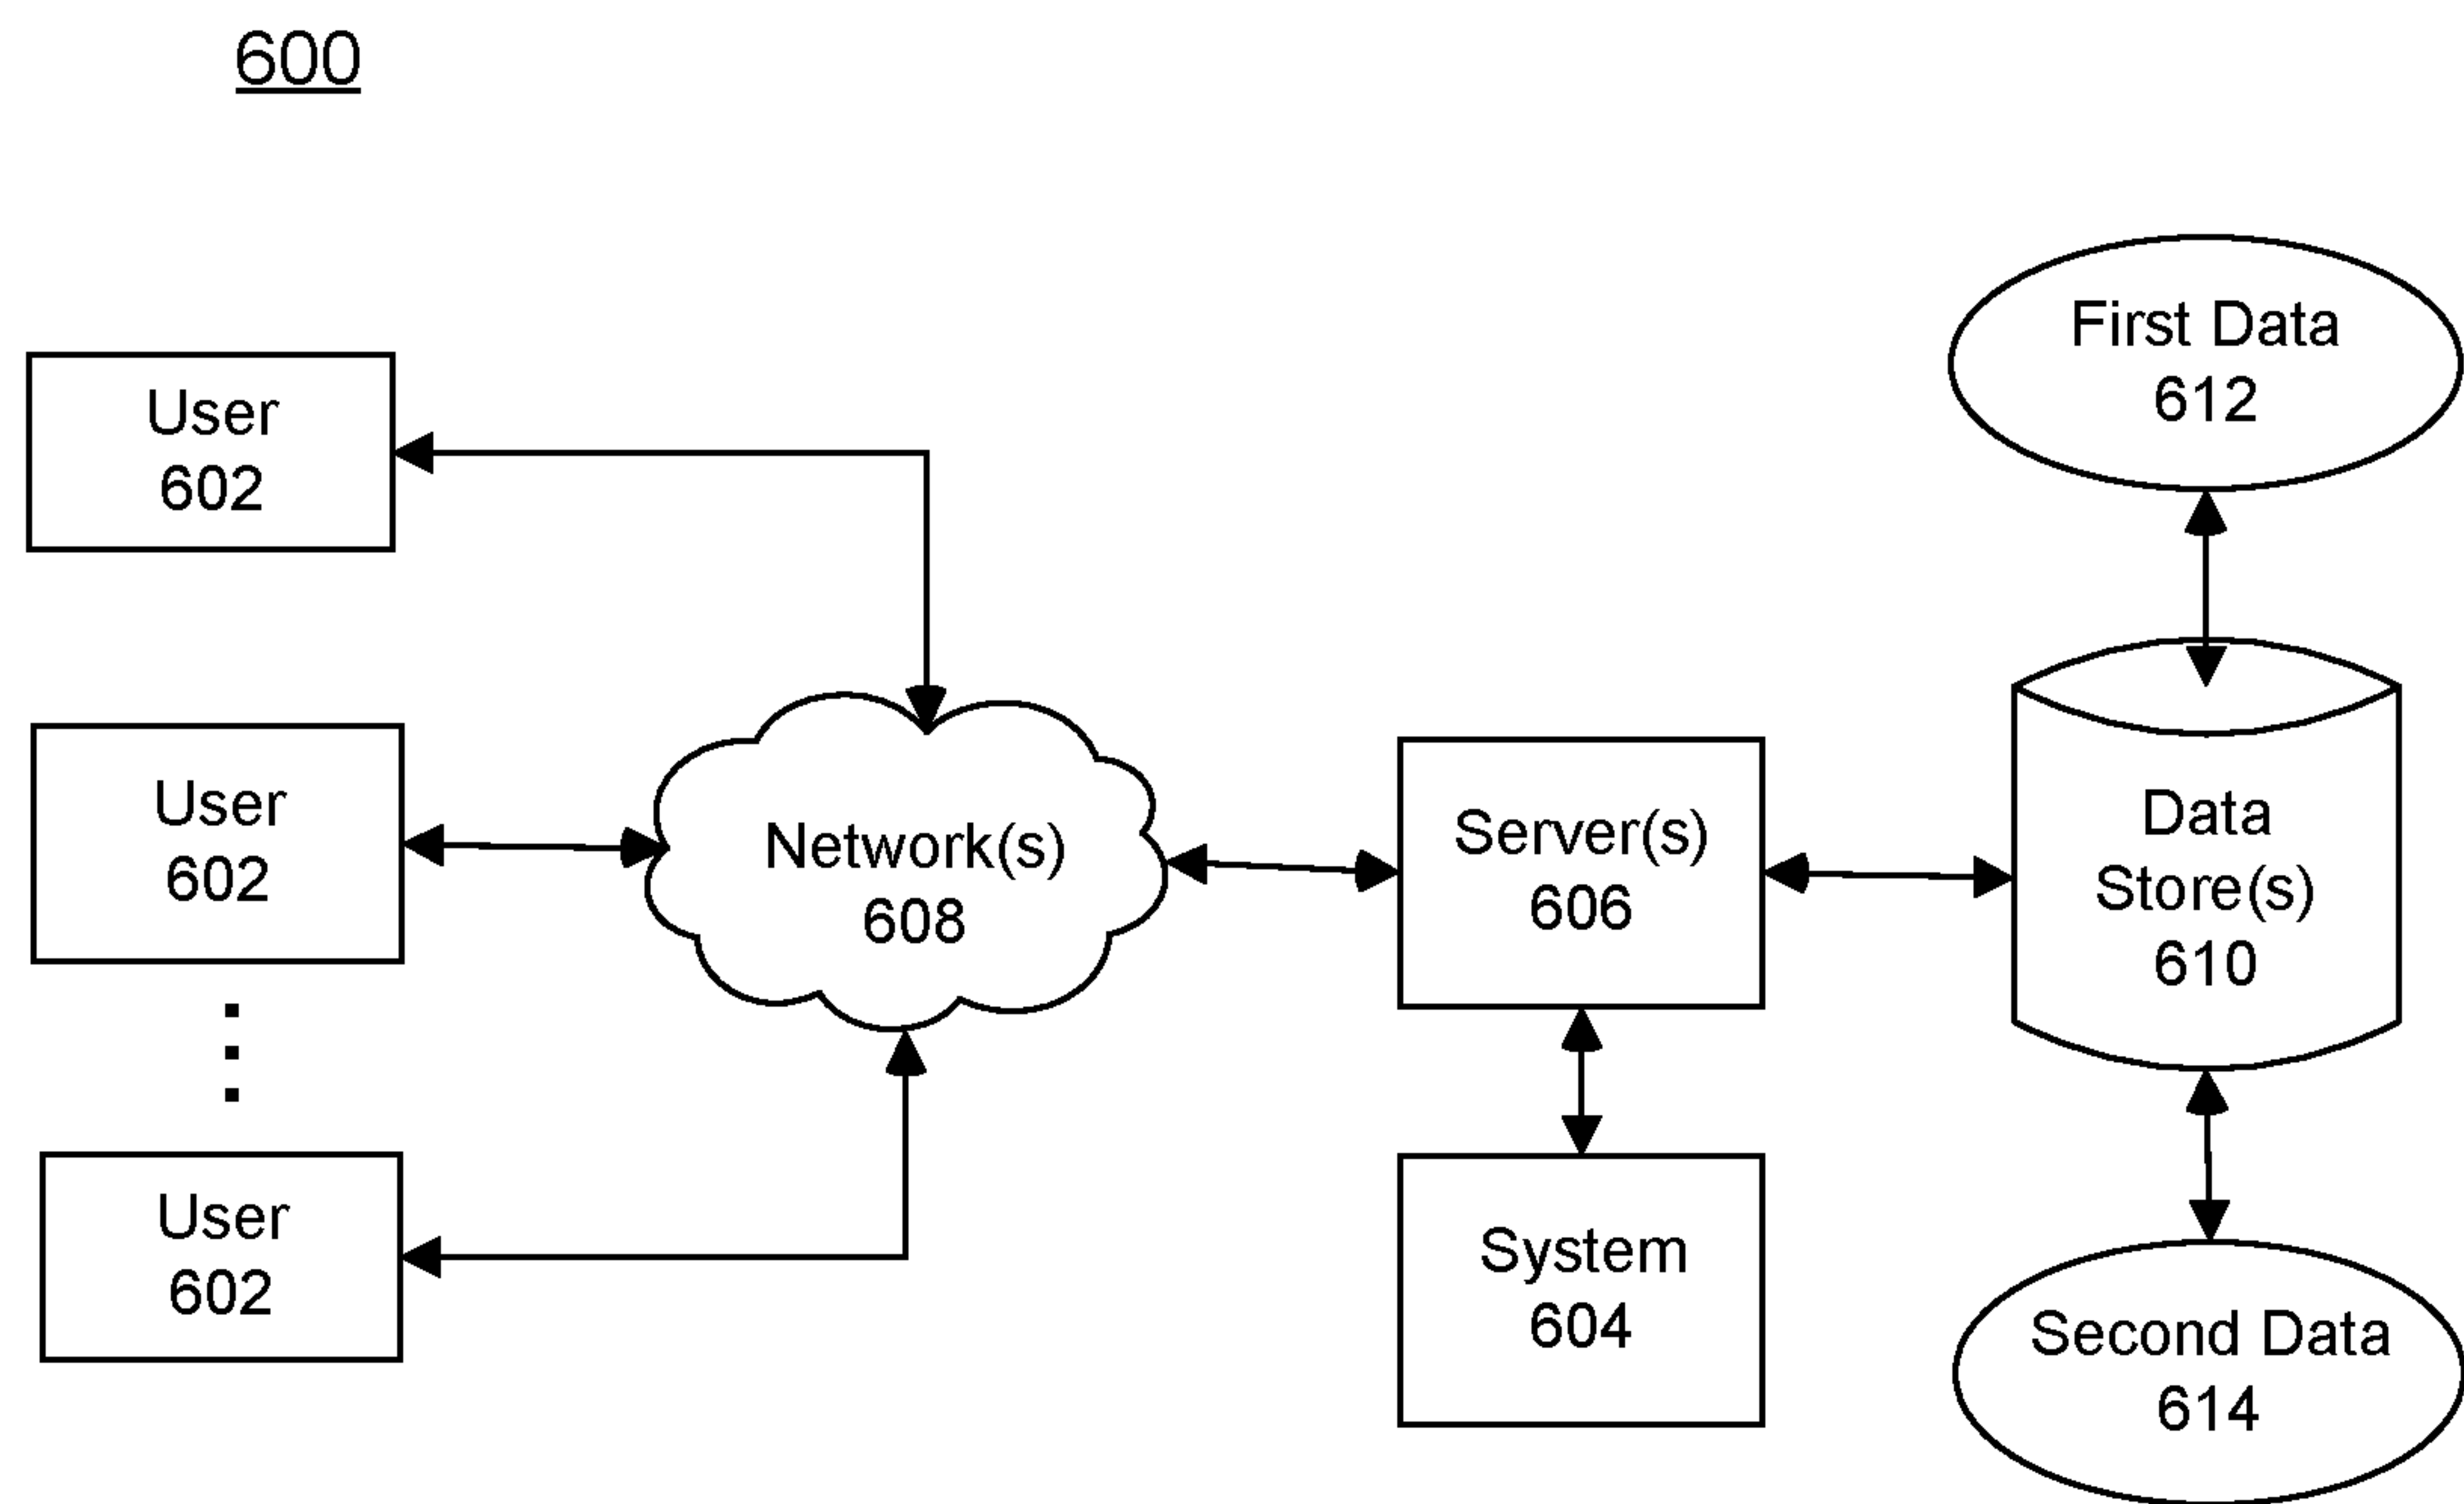 600
User
602
User
602
User
602
Network(s)
608
Server(s)
606
System
604
First Data
612
Data
Store(s)
610
Second Data
614